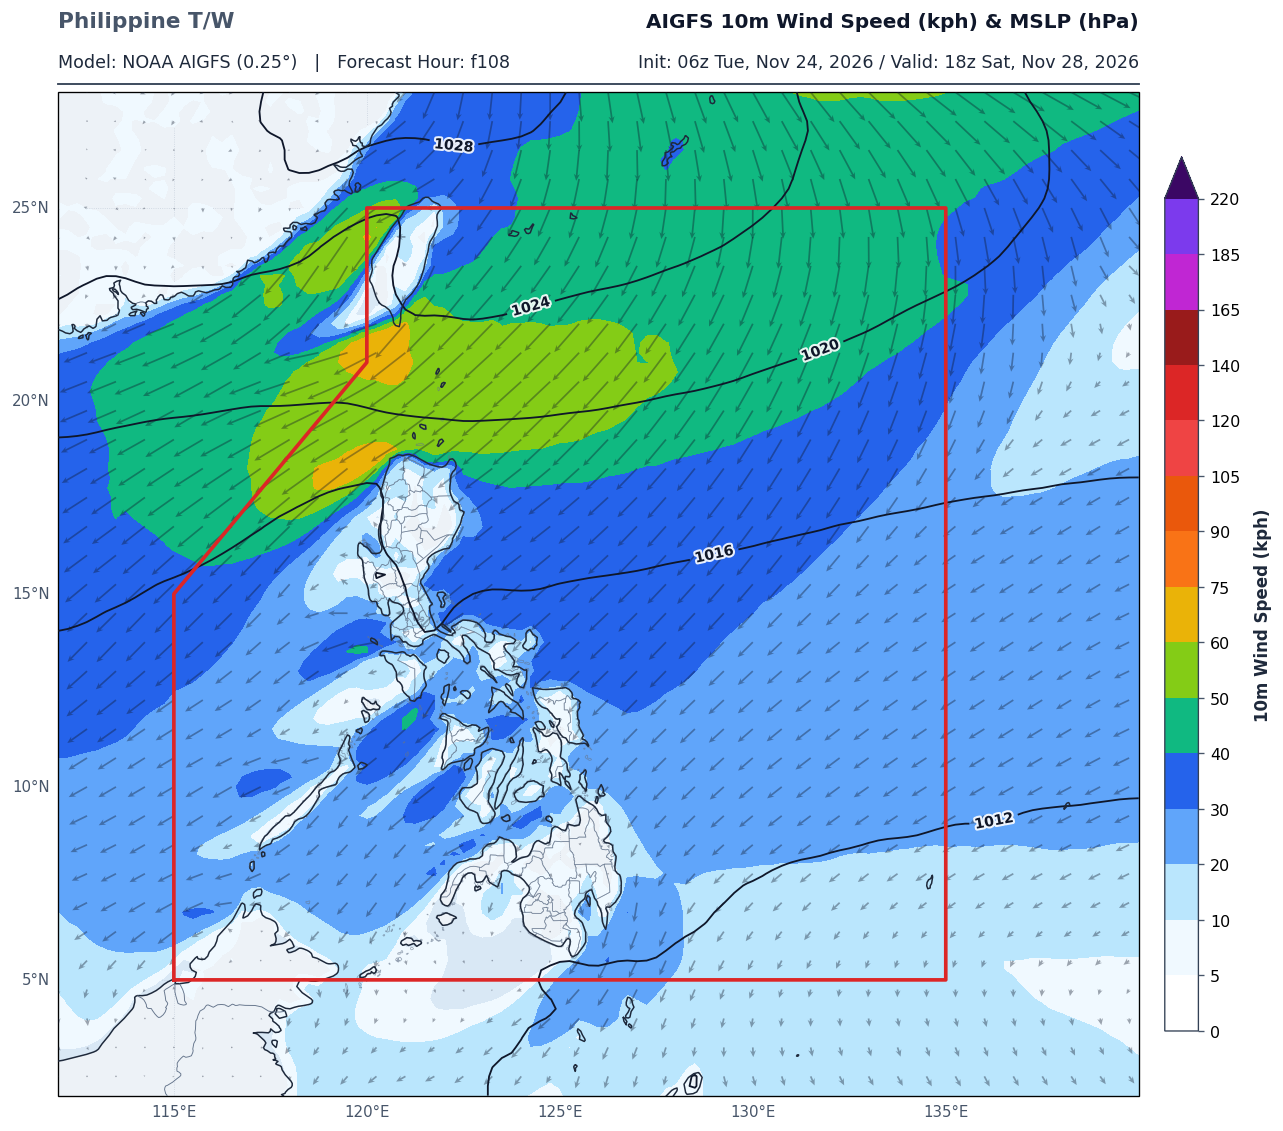 Philippine T/W
AIGFS 10m Wind Speed (kph) & MSLP (hPa)
Model: NOAA AIGFS (0.25°) | Forecast Hour: f108
Init: 06z Tue, Nov 24, 2026 / Valid: 18z Sat, Nov 28, 2026
1028
1024
1020
1016
1012
25°N
20°N
15°N
10°N
5°N
115°E
120°E
125°E
130°E
135°E
220
185
165
140
120
105
90
75
60
50
40
30
20
10
5
0
10m Wind Speed (kph)